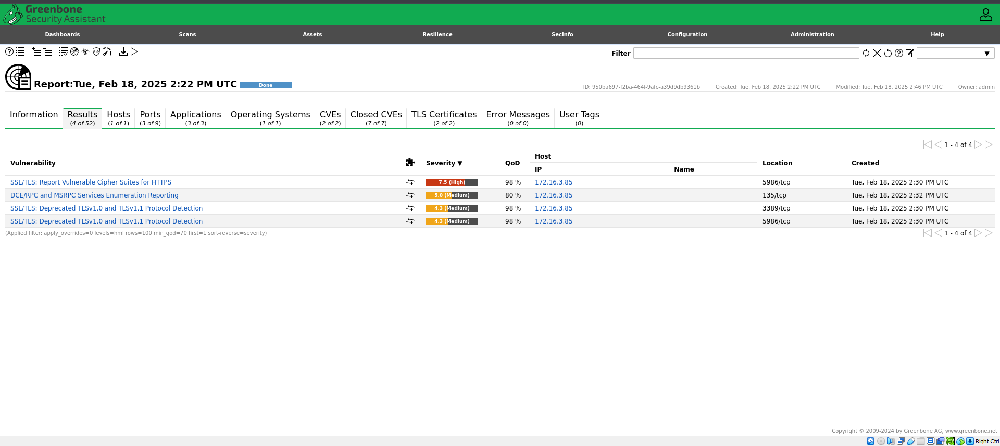 Greenbone
Security Assistant
Dashboards Scans Assets Resilience SecInfo Configuration Administration Help
Filter --▼
Report:Tue, Feb 18, 2025 2:22 PM UTC Done
ID: 950ba697-f2ba-464f-9afc-a39d9db9361b Created: Tue, Feb 18, 2025 2:22 PM UTC Modified: Tue, Feb 18, 2025 2:46 PM UTC Owner: admin
Information Results Hosts Ports Applications Operating Systems CVEs Closed CVEs TLS Certificates Error Messages User Tags
(4 of 52) (1 of 1) (3 of 9) (3 of 3) (1 of 1) (2 of 2) (7 of 7) (2 of 2) (0 of 0) (0)
1 - 4 of 4
Vulnerability Severity ▼ QoD Host Location Created
IP Name
SSL/TLS: Report Vulnerable Cipher Suites for HTTPS 7.5 (High) 98 % 172.16.3.85 5986/tcp Tue, Feb 18, 2025 2:30 PM UTC
DCE/RPC and MSRPC Services Enumeration Reporting 5.0 (Medium) 80 % 172.16.3.85 135/tcp Tue, Feb 18, 2025 2:32 PM UTC
SSL/TLS: Deprecated TLSv1.0 and TLSv1.1 Protocol Detection 4.3 (Medium) 98 % 172.16.3.85 3389/tcp Tue, Feb 18, 2025 2:30 PM UTC
SSL/TLS: Deprecated TLSv1.0 and TLSv1.1 Protocol Detection 4.3 (Medium) 98 % 172.16.3.85 5986/tcp Tue, Feb 18, 2025 2:30 PM UTC
(Applied filter: apply_overrides=0 levels=hml rows=100 min_qod=70 first=1 sort-reverse=severity)
1 - 4 of 4
Copyright © 2009-2024 by Greenbone AG, www.greenbone.net
Right Ctrl